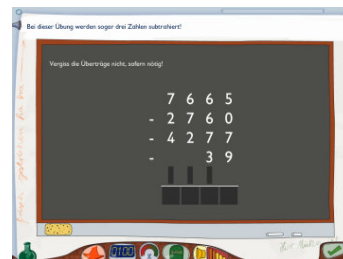 Bei dieser Übung werden sogar drei Zahlen subtrahiert!
Vergiss die Überträge nicht, sofern nötig!
7 6 6 5
- 2 7 6 0
- 4 2 7 7
- 3 9